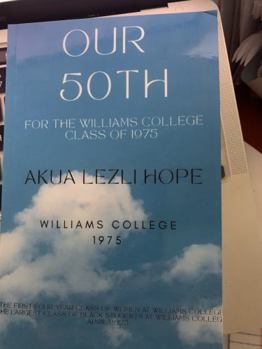 OUR
50TH
FOR THE WILLIAMS COLLEGE
CLASS OF 1975
AKUA LEZLI HOPE
WILLIAMS COLLEGE
1975
THE FIRST FOUR YEAR CLASS OF WOMEN AT WILLIAMS COLLEGE
THE LARGEST CLASS OF BLACK STUDENTS AT WILLIAMS COLLEG